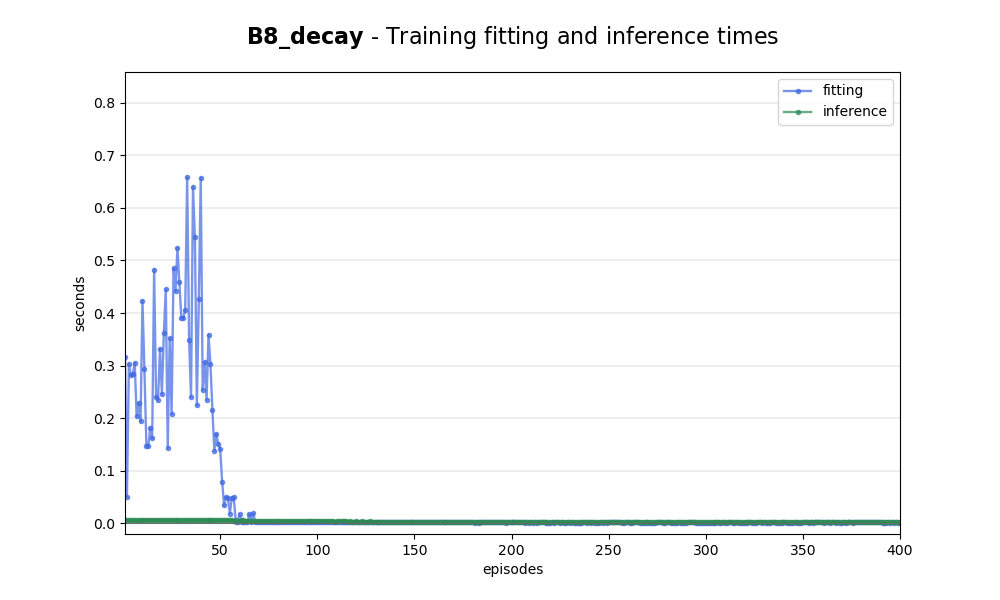 B8_decay - Training fitting and inference times
fitting
inference
0.8
0.7
0.6
0.5
0.4
0.3
0.2
0.1
0.0
seconds
50 100 150 200 250 300 350 400
episodes